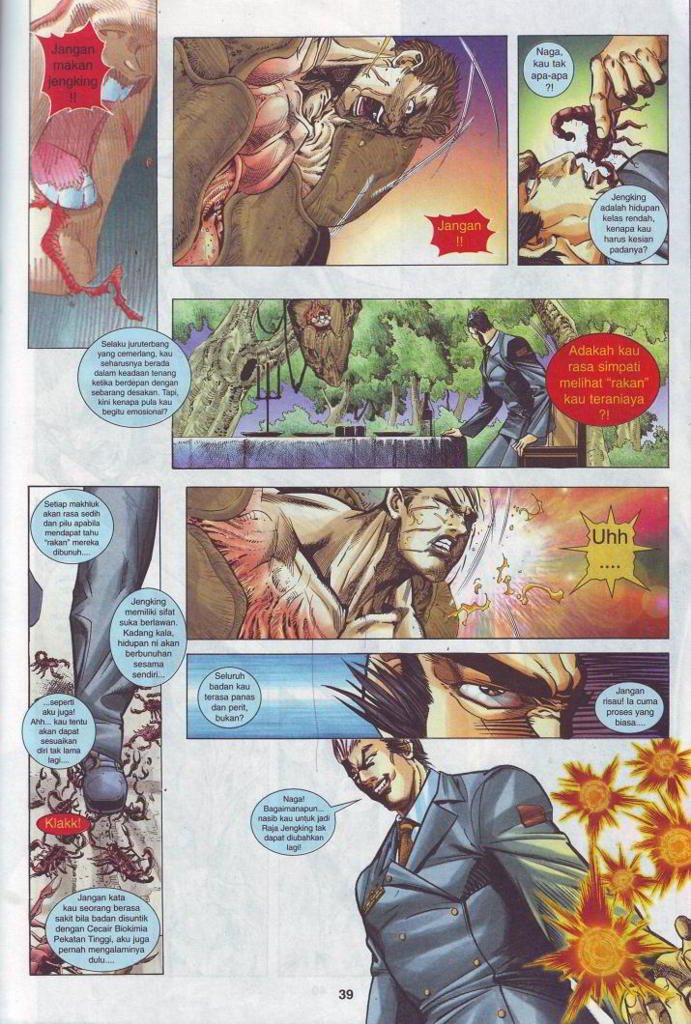 Jangan
makan
jengking
!!
Jangan
!!
Naga,
kau tak
apa-apa
?!
Jengking
adalah hidupan
kelas rendah,
kenapa kau
harus kesian
padanya?
Selaku juruterbang
yang cemerlang, kau
seharusnya berada
dalam keadaan tenang
ketika berdepan dengan
sebarang desakan. Tapi,
kini kenapa pula kau
begitu emosional?
Adakah kau
rasa simpati
melihat "rakan"
kau teraniaya
?!
Setiap makhluk
akan rasa sedih
dan pilu apabila
mendapat tahu
"rakan" mereka
dibunuh....
Jengking
memiliki sifat
suka berlawan.
Kadang kala,
hidupan ni akan
berbunuhan
sesama
sendiri...
...seperti
aku juga!
Ahh... kau tentu
akan dapat
sesuaikan
diri tak lama
lagi....
Klakk!
Jangan kata
kau seorang berasa
sakit bila badan disuntik
dengan Cecair Biokimia
Pekatan Tinggi, aku juga
pernah mengalaminya
dulu....
Uhh
....
Seluruh
badan kau
terasa panas
dan perit,
bukan?
Jangan
risau! Ia cuma
proses yang
biasa....
Naga!
Bagaimanapun...
nasib kau untuk jadi
Raja Jengking tak
dapat diubahkan
lagi!
39